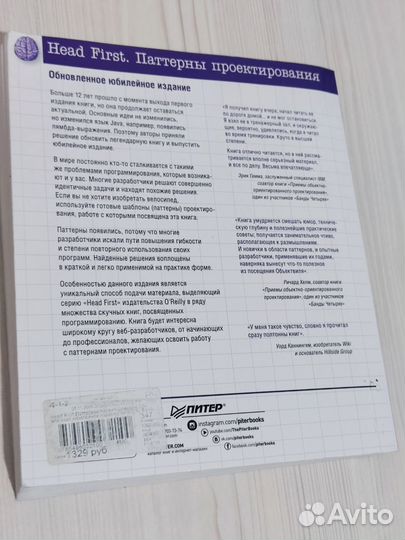 Head First. Паттерны проектирования
Обновленное юбилейное издание
Больше 12 лет прошло с момента выхода первого
издания книги, но она продолжает оставаться
актуальной. Основные идеи не изменились,
но изменился язык Java, например, появились
лямбда-выражения. Поэтому авторы приняли
решение обновить легендарную книгу и выпустить
юбилейное издание.
В мире постоянно кто-то сталкивается с такими
же проблемами программирования, которые возника-
ют и у вас. Многие разработчики решают совершенно
идентичные задачи и находят похожие решения.
Если вы не хотите изобретать велосипед,
используйте готовые шаблоны (паттерны) проектиро-
вания, работе с которыми посвящена эта книга.
Паттерны появились, потому что многие
разработчики искали пути повышения гибкости
и степени повторного использования своих
программ. Найденные решения воплощены
в краткой и легко применимой на практике форме.
Особенностью данного издания является
уникальный способ подачи материала, выделяющий
серию «Head First» издательства O'Reilly в ряду
множества скучных книг, посвященных
программированию. Книга будет интересна
широкому кругу веб-разработчиков, от начинающих
до профессионалов, желающих освоить работу
с паттернами проектирования.
«Я получил книгу вчера, начал читать ее
по дороге домой... и не мог остановиться.
Я взял ее в тренажерный зал, и окружаю-
щие, вероятно, удивлялись, когда я читал
во время тренировки. Круто в высшей
степени.
Книга отлично читается, но в ней рассма-
тривается вполне серьезный материал,
и все по делу. Весьма впечатляюще».
Эрих Гамма, заслуженный специалист IBM,
соавтор книги «Приемы объектно-
ориентированного проектирования»,
один из участников
«Банды Четырех»
«Книга умудряется смешать юмор, техниче-
скую глубину и полезнейшие практические
советы, получается занимательное чтиво,
располагающее к размышлениям.
И новички в области паттернов, и опытные
разработчики, применявшие их годами,
наверняка вынесут что-то полезное
из посещения Объектвиля».
Ричард Хелм, соавтор книги
«Приемы объектно-ориентированного
проектирования», один из участников
«Банды Четырех»
«У меня такое чувство, словно я прочитал
сразу полтонны книг».
Уорд Каннингем, изобретатель Wiki
и основатель Hillside Group
ПИТЕР
instagram.com/piterbooks
youtube.com/ThePiterBooks
vk.com/piterbooks
facebook.com/piterbooks
каталог книг и интернет-магазин
1329 руб
Avito